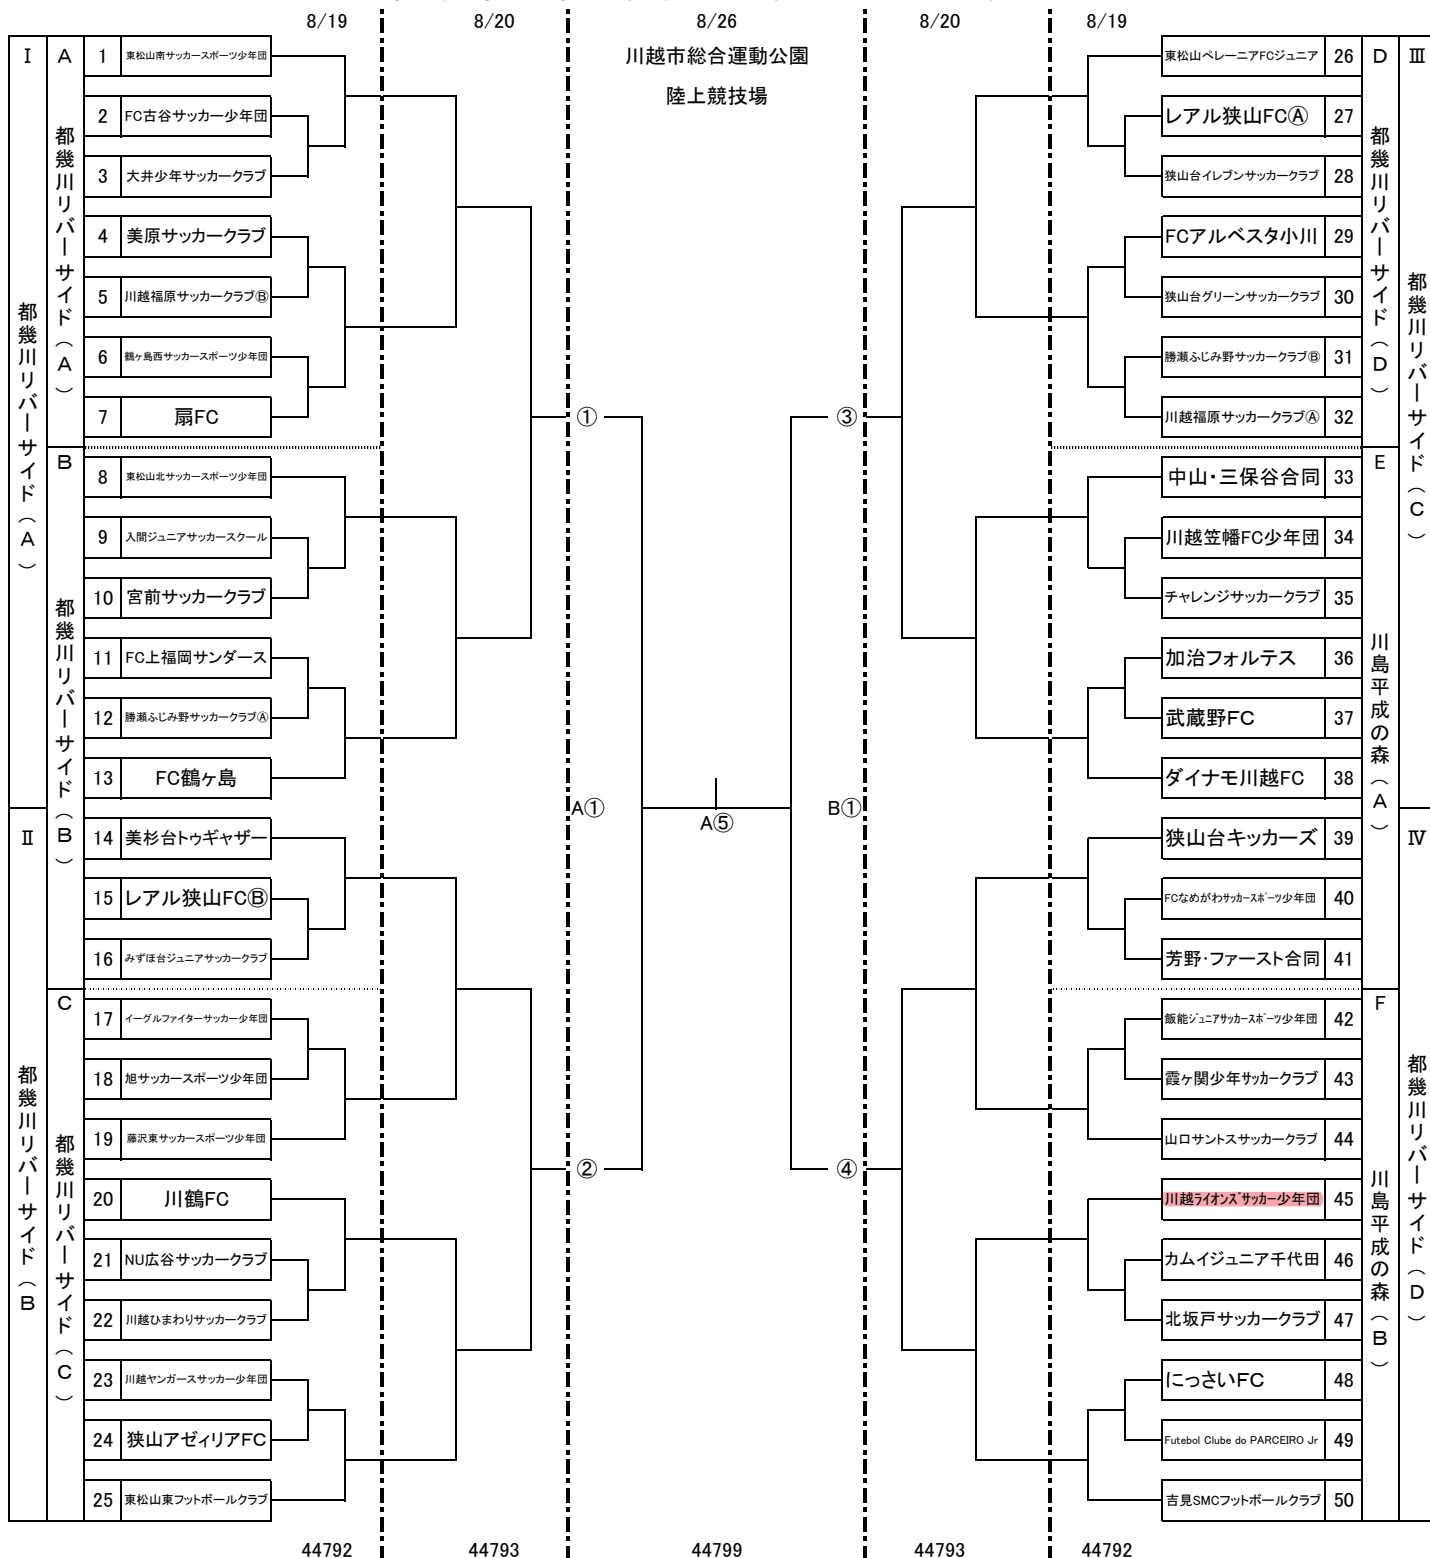 8/19 8/20 8/26 8/20 8/19
川越市総合運動公園
陸上競技場
Ⅰ
都幾川リバーサイド（A）
Ⅱ
都幾川リバーサイド（B
A
都幾川リバーサイド（A）
B
都幾川リバーサイド（B）
C
都幾川リバーサイド（C）
1 東松山南サッカースポーツ少年団
2 FC古谷サッカー少年団
3 大井少年サッカークラブ
4 美原サッカークラブ
5 川越福原サッカークラブⒷ
6 鶴ヶ島西サッカースポーツ少年団
7 扇FC
8 東松山北サッカースポーツ少年団
9 入間ジュニアサッカースクール
10 宮前サッカークラブ
11 FC上福岡サンダース
12 勝瀬ふじみ野サッカークラブⒶ
13 FC鶴ヶ島
14 美杉台トゥギャザー
15 レアル狭山FCⒷ
16 みずほ台ジュニアサッカークラブ
17 イーグルファイターサッカー少年団
18 旭サッカースポーツ少年団
19 藤沢東サッカースポーツ少年団
20 川鶴FC
21 NU広谷サッカークラブ
22 川越ひまわりサッカークラブ
23 川越ヤンガースサッカー少年団
24 狭山アゼィリアFC
25 東松山東フットボールクラブ
① ③
A① A⑤ B①
② ④
東松山ペレーニアFCジュニア 26
レアル狭山FCⒶ 27
狭山台イレブンサッカークラブ 28
FCアルベスタ小川 29
狭山台グリーンサッカークラブ 30
勝瀬ふじみ野サッカークラブⒷ 31
川越福原サッカークラブⒶ 32
中山・三保谷合同 33
川越笠幡FC少年団 34
チャレンジサッカークラブ 35
加治フォルテス 36
武蔵野FC 37
ダイナモ川越FC 38
狭山台キッカーズ 39
FCなめがわサッカースポーツ少年団 40
芳野・ファースト合同 41
飯能ジュニアサッカースポーツ少年団 42
霞ヶ関少年サッカークラブ 43
山口サントスサッカークラブ 44
川越ライオンズサッカー少年団 45
カムイジュニア千代田 46
北坂戸サッカークラブ 47
にっさいFC 48
Futebol Clube do PARCEIRO Jr 49
吉見SMCフットボールクラブ 50
D
都幾川リバーサイド（D）
E
川島平成の森（A）
F
川島平成の森（B）
Ⅲ
都幾川リバーサイド（C）
Ⅳ
都幾川リバーサイド（D）
44792 44793 44799 44793 44792